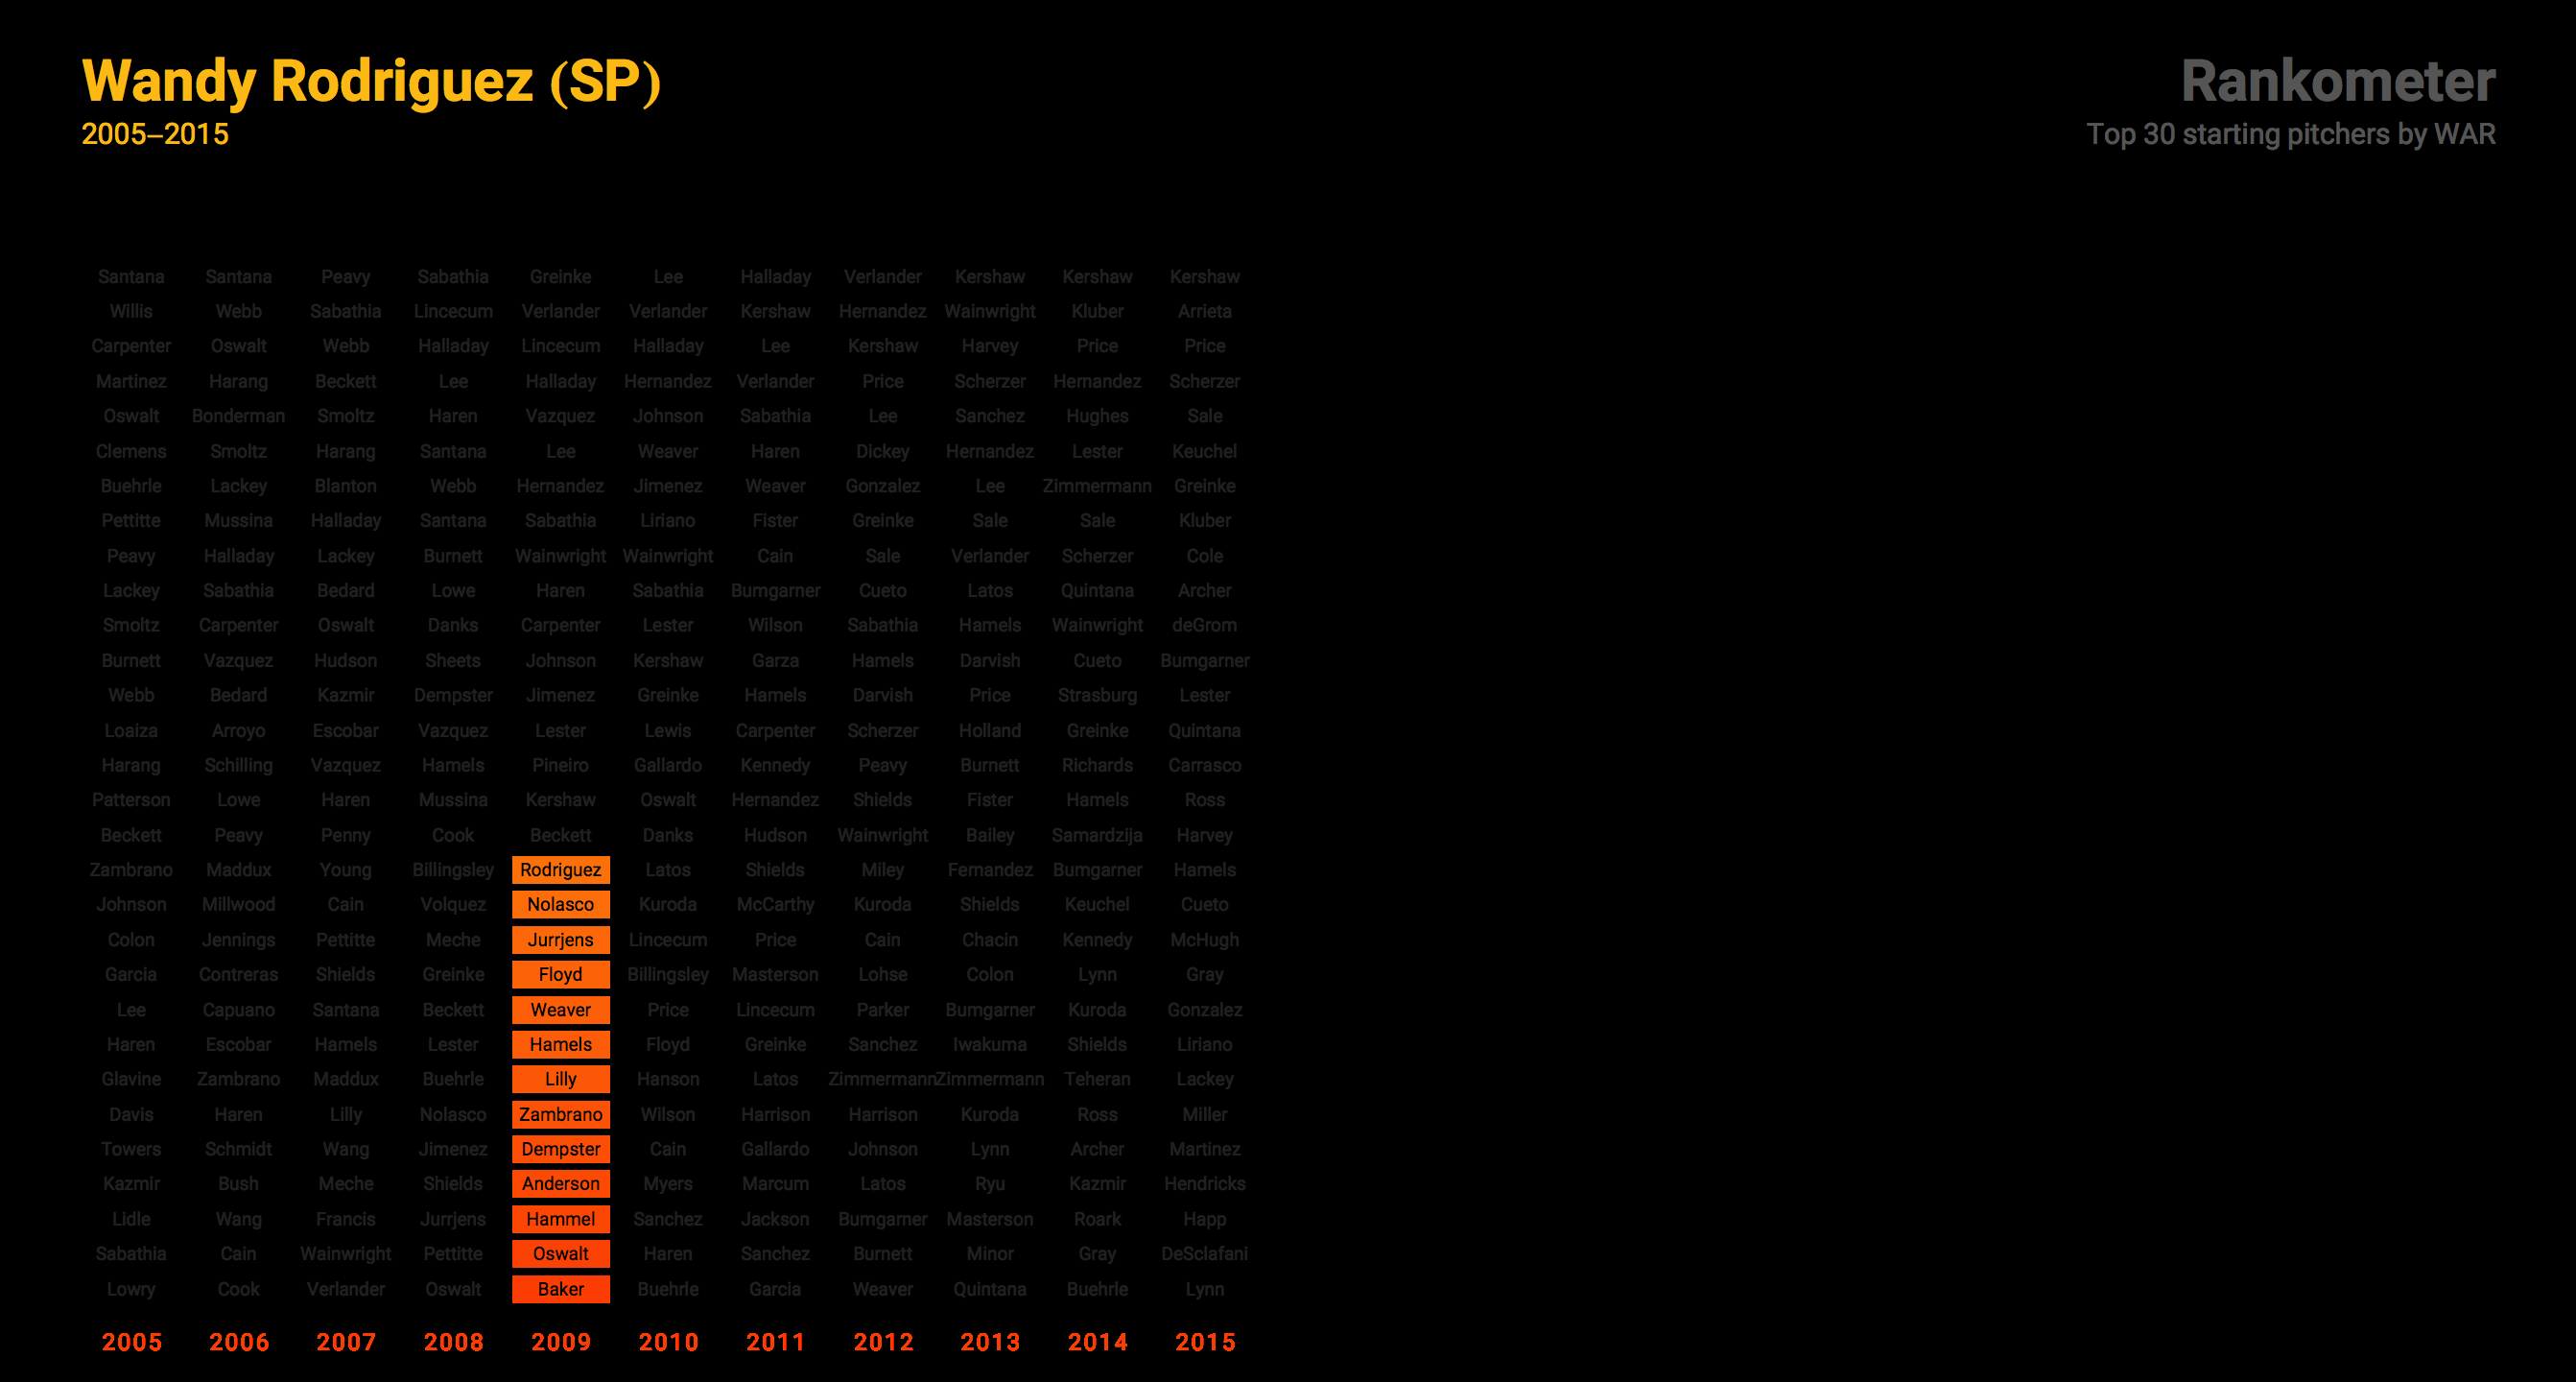 Wandy Rodriguez (SP)
2005–2015
Rankometer
Top 30 starting pitchers by WAR
Santana Santana Peavy Sabathia Greinke Lee Halladay Verlander Kershaw Kershaw Kershaw
Willis Webb Sabathia Lincecum Verlander Verlander Kershaw Hernandez Wainwright Kluber Arrieta
Carpenter Oswalt Webb Halladay Lincecum Halladay Lee Kershaw Harvey Price Price
Martinez Harang Beckett Lee Halladay Hernandez Verlander Price Scherzer Hernandez Scherzer
Oswalt Bonderman Smoltz Haren Vazquez Johnson Sabathia Lee Sanchez Hughes Sale
Clemens Smoltz Harang Santana Lee Weaver Haren Dickey Hernandez Lester Keuchel
Buehrle Lackey Blanton Webb Hernandez Jimenez Weaver Gonzalez Lee Zimmermann Greinke
Pettitte Mussina Halladay Santana Sabathia Liriano Fister Greinke Sale Sale Kluber
Peavy Halladay Lackey Burnett Wainwright Wainwright Cain Sale Verlander Scherzer Cole
Lackey Sabathia Bedard Lowe Haren Sabathia Bumgarner Cueto Latos Quintana Archer
Smoltz Carpenter Oswalt Danks Carpenter Lester Wilson Sabathia Hamels Wainwright deGrom
Burnett Vazquez Hudson Sheets Johnson Kershaw Garza Hamels Darvish Cueto Bumgarner
Webb Bedard Kazmir Dempster Jimenez Greinke Hamels Darvish Price Strasburg Lester
Loaiza Arroyo Escobar Vazquez Lester Lewis Carpenter Scherzer Holland Greinke Quintana
Harang Schilling Vazquez Hamels Pineiro Gallardo Kennedy Peavy Burnett Richards Carrasco
Patterson Lowe Haren Mussina Kershaw Oswalt Hernandez Shields Fister Hamels Ross
Beckett Peavy Penny Cook Beckett Danks Hudson Wainwright Bailey Samardzija Harvey
Zambrano Maddux Young Billingsley Rodriguez Latos Shields Miley Fernandez Bumgarner Hamels
Johnson Millwood Cain Volquez Nolasco Kuroda McCarthy Kuroda Shields Keuchel Cueto
Colon Jennings Pettitte Meche Jurrjens Lincecum Price Cain Chacin Kennedy McHugh
Garcia Contreras Shields Greinke Floyd Billingsley Masterson Lohse Colon Lynn Gray
Lee Capuano Santana Beckett Weaver Price Lincecum Parker Bumgarner Kuroda Gonzalez
Haren Escobar Hamels Lester Hamels Floyd Greinke Sanchez Iwakuma Shields Liriano
Glavine Zambrano Maddux Buehrle Lilly Hanson Latos Zimmermann Zimmermann Teheran Lackey
Davis Haren Lilly Nolasco Zambrano Wilson Harrison Harrison Kuroda Ross Miller
Towers Schmidt Wang Jimenez Dempster Cain Gallardo Johnson Lynn Archer Martinez
Kazmir Bush Meche Shields Anderson Myers Marcum Latos Ryu Kazmir Hendricks
Lidle Wang Francis Jurrjens Hammel Sanchez Jackson Bumgarner Masterson Roark Happ
Sabathia Cain Wainwright Pettitte Oswalt Haren Sanchez Burnett Minor Gray DeSclafani
Lowry Cook Verlander Oswalt Baker Buehrle Garcia Weaver Quintana Buehrle Lynn
2005 2006 2007 2008 2009 2010 2011 2012 2013 2014 2015